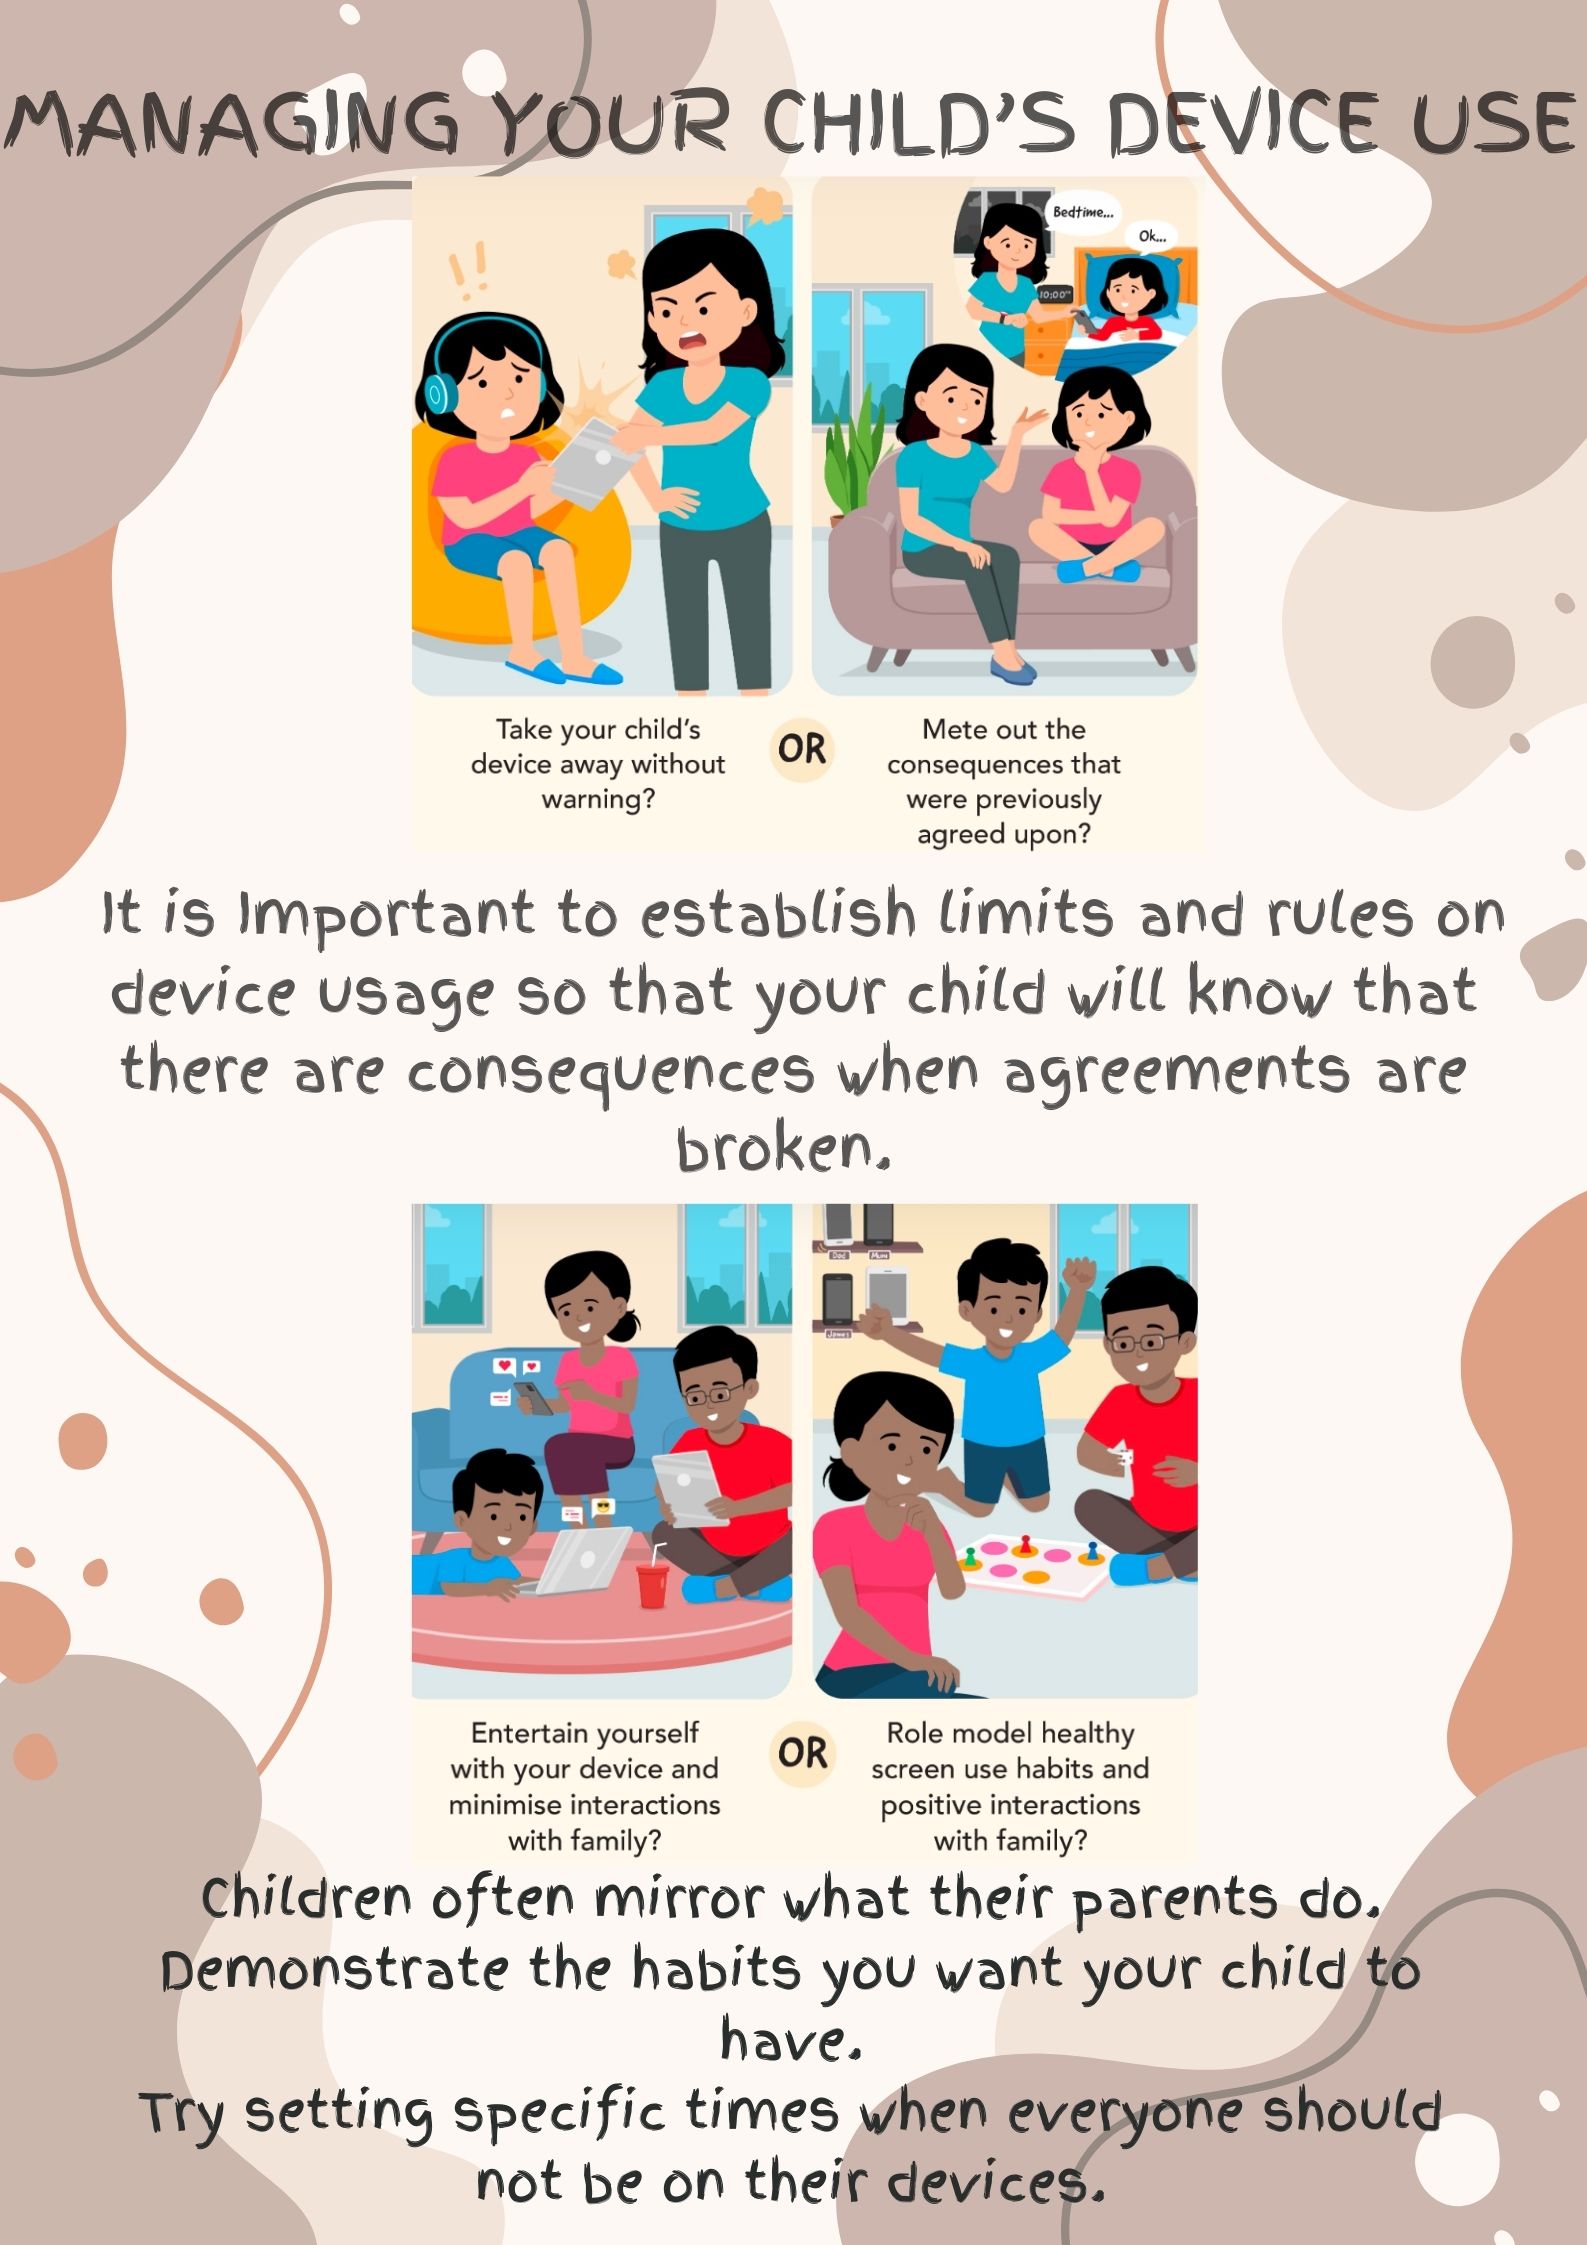 MANAGING YOUR CHILD'S DEVICE USE
Bedtime...
Ok...
10:00
Take your child's
device away without
warning?
OR
Mete out the
consequences that
were previously
agreed upon?
It is Important to establish limits and rules on
device usage so that your child will know that
there are consequences when agreements are
broken.
Dad
Mum
James
Entertain yourself
with your device and
minimise interactions
with family?
OR
Role model healthy
screen use habits and
positive interactions
with family?
Children often mirror what their parents do.
Demonstrate the habits you want your child to
have.
Try setting specific times when everyone should
not be on their devices.